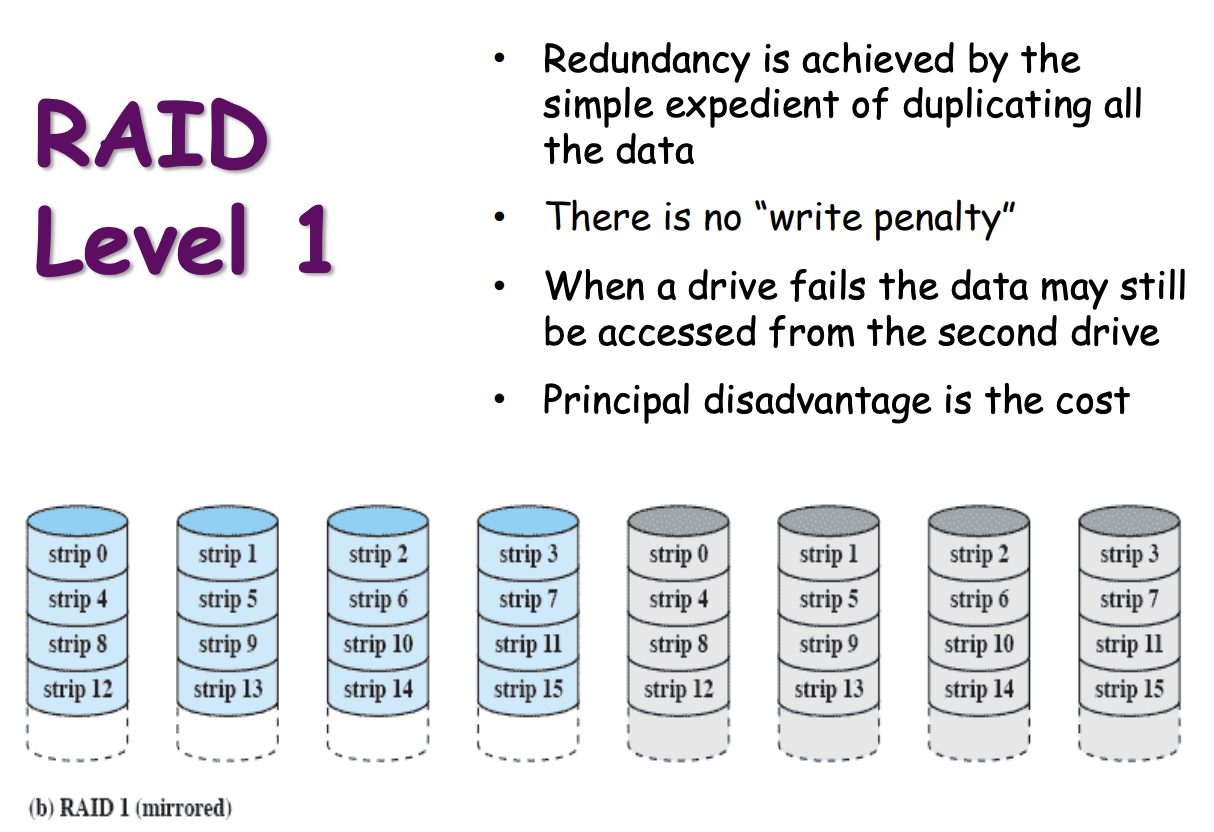 RAID
Level 1
• Redundancy is achieved by the
simple expedient of duplicating all
the data
• There is no “write penalty”
• When a drive fails the data may still
be accessed from the second drive
• Principal disadvantage is the cost
strip 0 strip 1 strip 2 strip 3 strip 0 strip 1 strip 2 strip 3
strip 4 strip 5 strip 6 strip 7 strip 4 strip 5 strip 6 strip 7
strip 8 strip 9 strip 10 strip 11 strip 8 strip 9 strip 10 strip 11
strip 12 strip 13 strip 14 strip 15 strip 12 strip 13 strip 14 strip 15
(b) RAID 1 (mirrored)